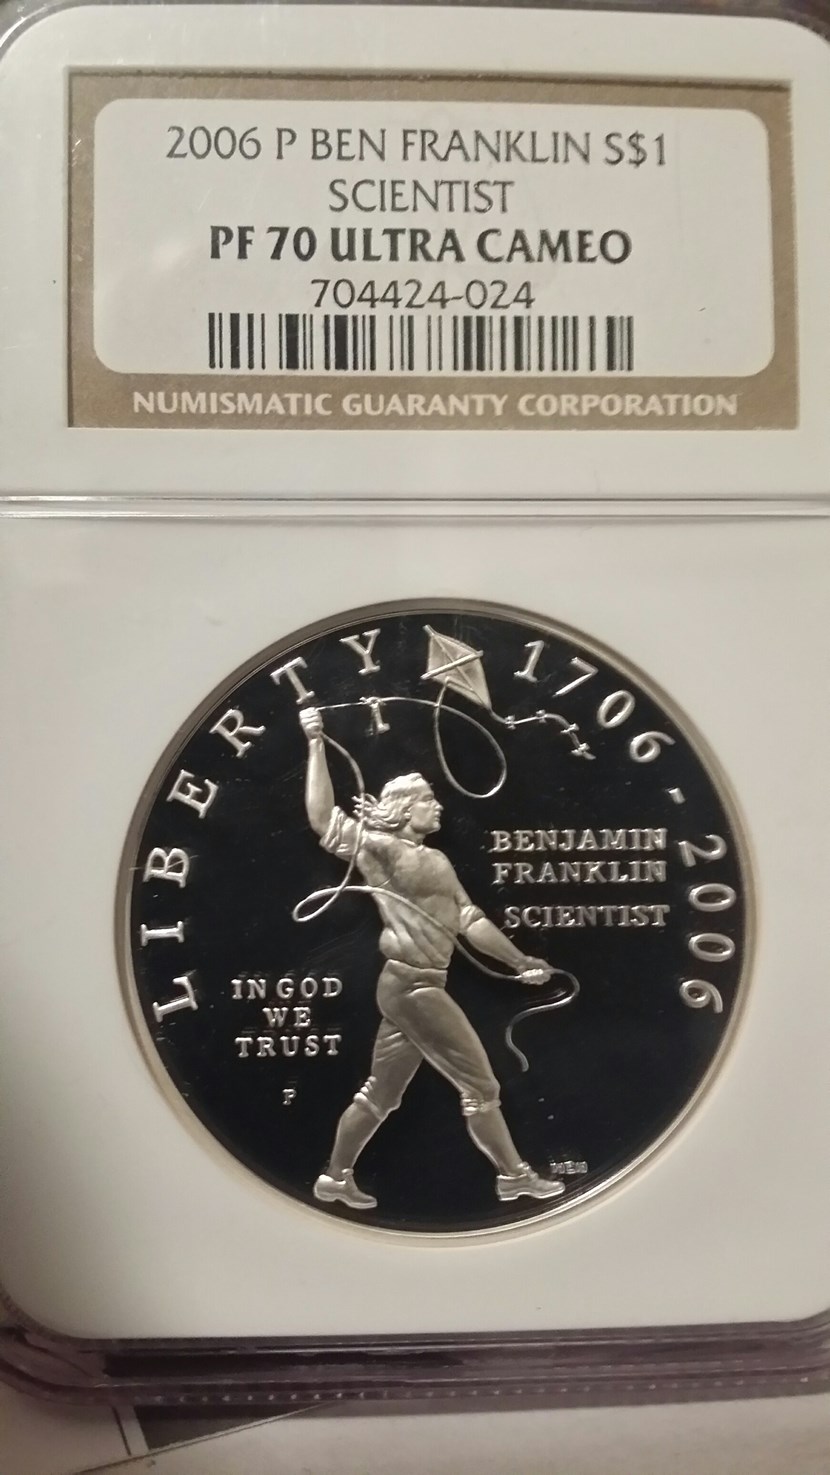 2006 P BEN FRANKLIN S$1
SCIENTIST
PF 70 ULTRA CAMEO
704424-024
NUMISMATIC GUARANTY CORPORATION
LIBERTY 1706-2006
BENJAMIN
FRANKLIN
SCIENTIST
IN GOD
WE
TRUST
P